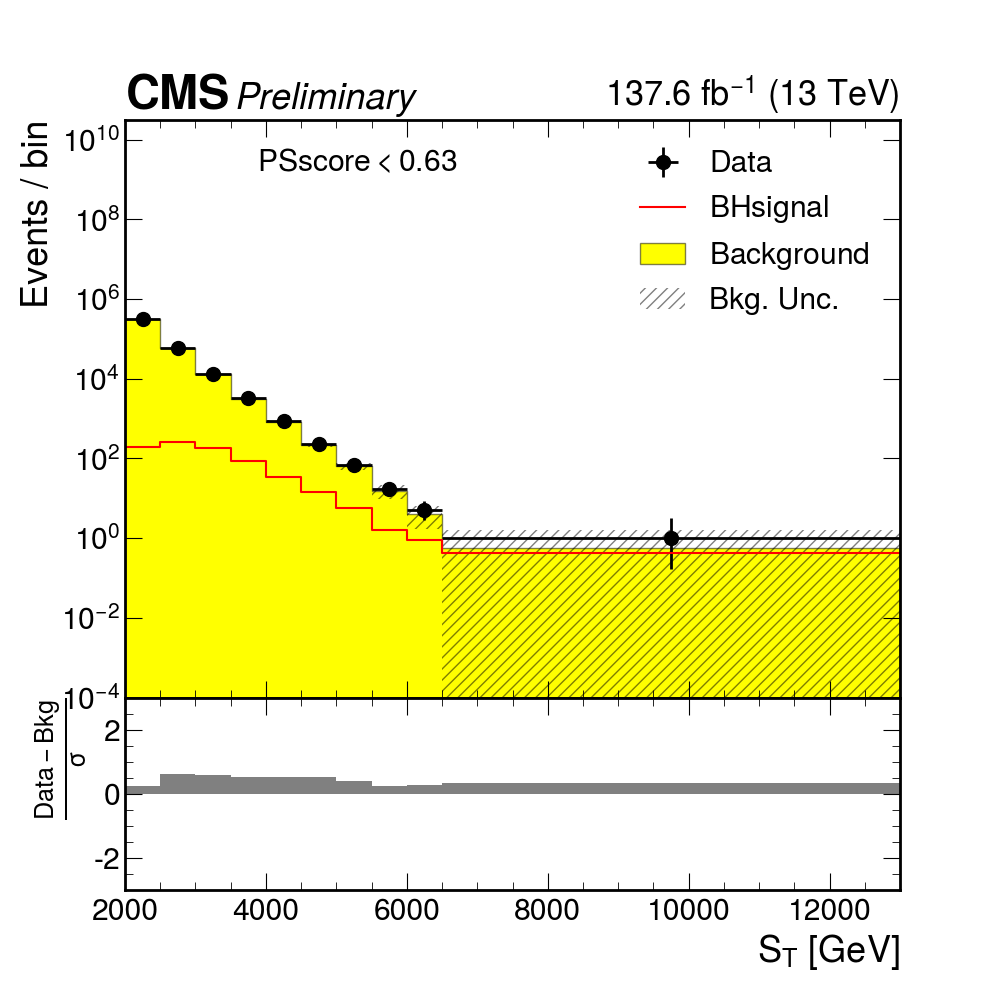 CMS Preliminary 137.6 fb⁻¹ (13 TeV)
Events / bin
PSscore < 0.63
Data
BHsignal
Background
Bkg. Unc.
10¹⁰
10⁸
10⁶
10⁴
10²
10⁰
10⁻²
10⁻⁴
Data − Bkg
σ
2
0
-2
2000 4000 6000 8000 10000 12000
S_T [GeV]